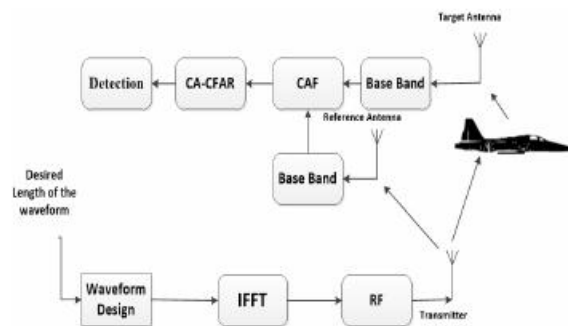 Target Antenna
Detection
CA-CFAR
CAF
Base Band
Reference Antenna
Base Band
Desired
Length of the
waveform
Waveform
Design
IFFT
RF
Transmitter